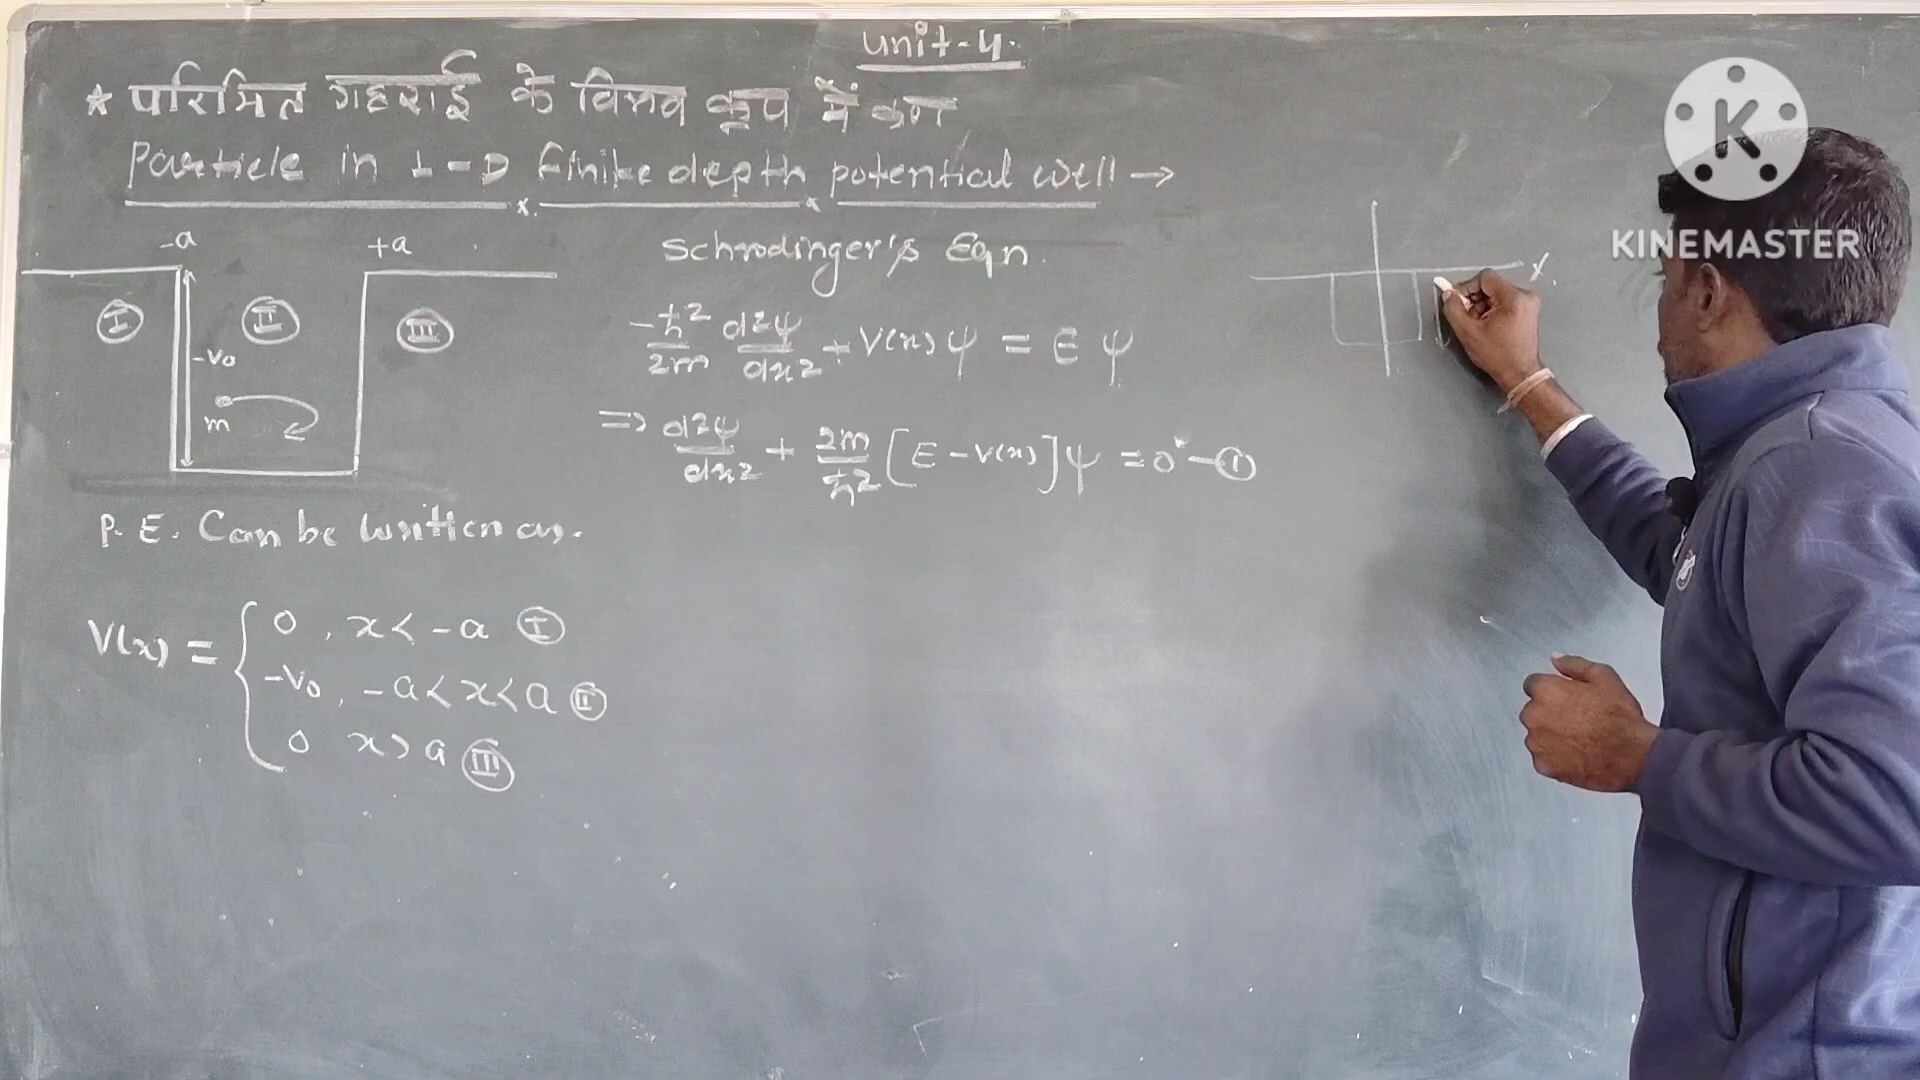 unit-4.
* परिमित गहराई के विभव कूप में कण
Particle in 1-D finite depth potential well →
-a
+a
Schrodinger's Eqn.
I
II
III
-V0
m
-ħ²/2m d²ψ/dx² + V(x) ψ = E ψ
⇒ d²ψ/dx² + 2m/ħ² [E - V(x)] ψ = 0 - ①
P.E. Can be written as.
V(x) = { 0 , x < -a Ⓘ
-V0 , -a < x < a Ⅱ
0 x > a Ⅲ
x.
K
KINEMASTER